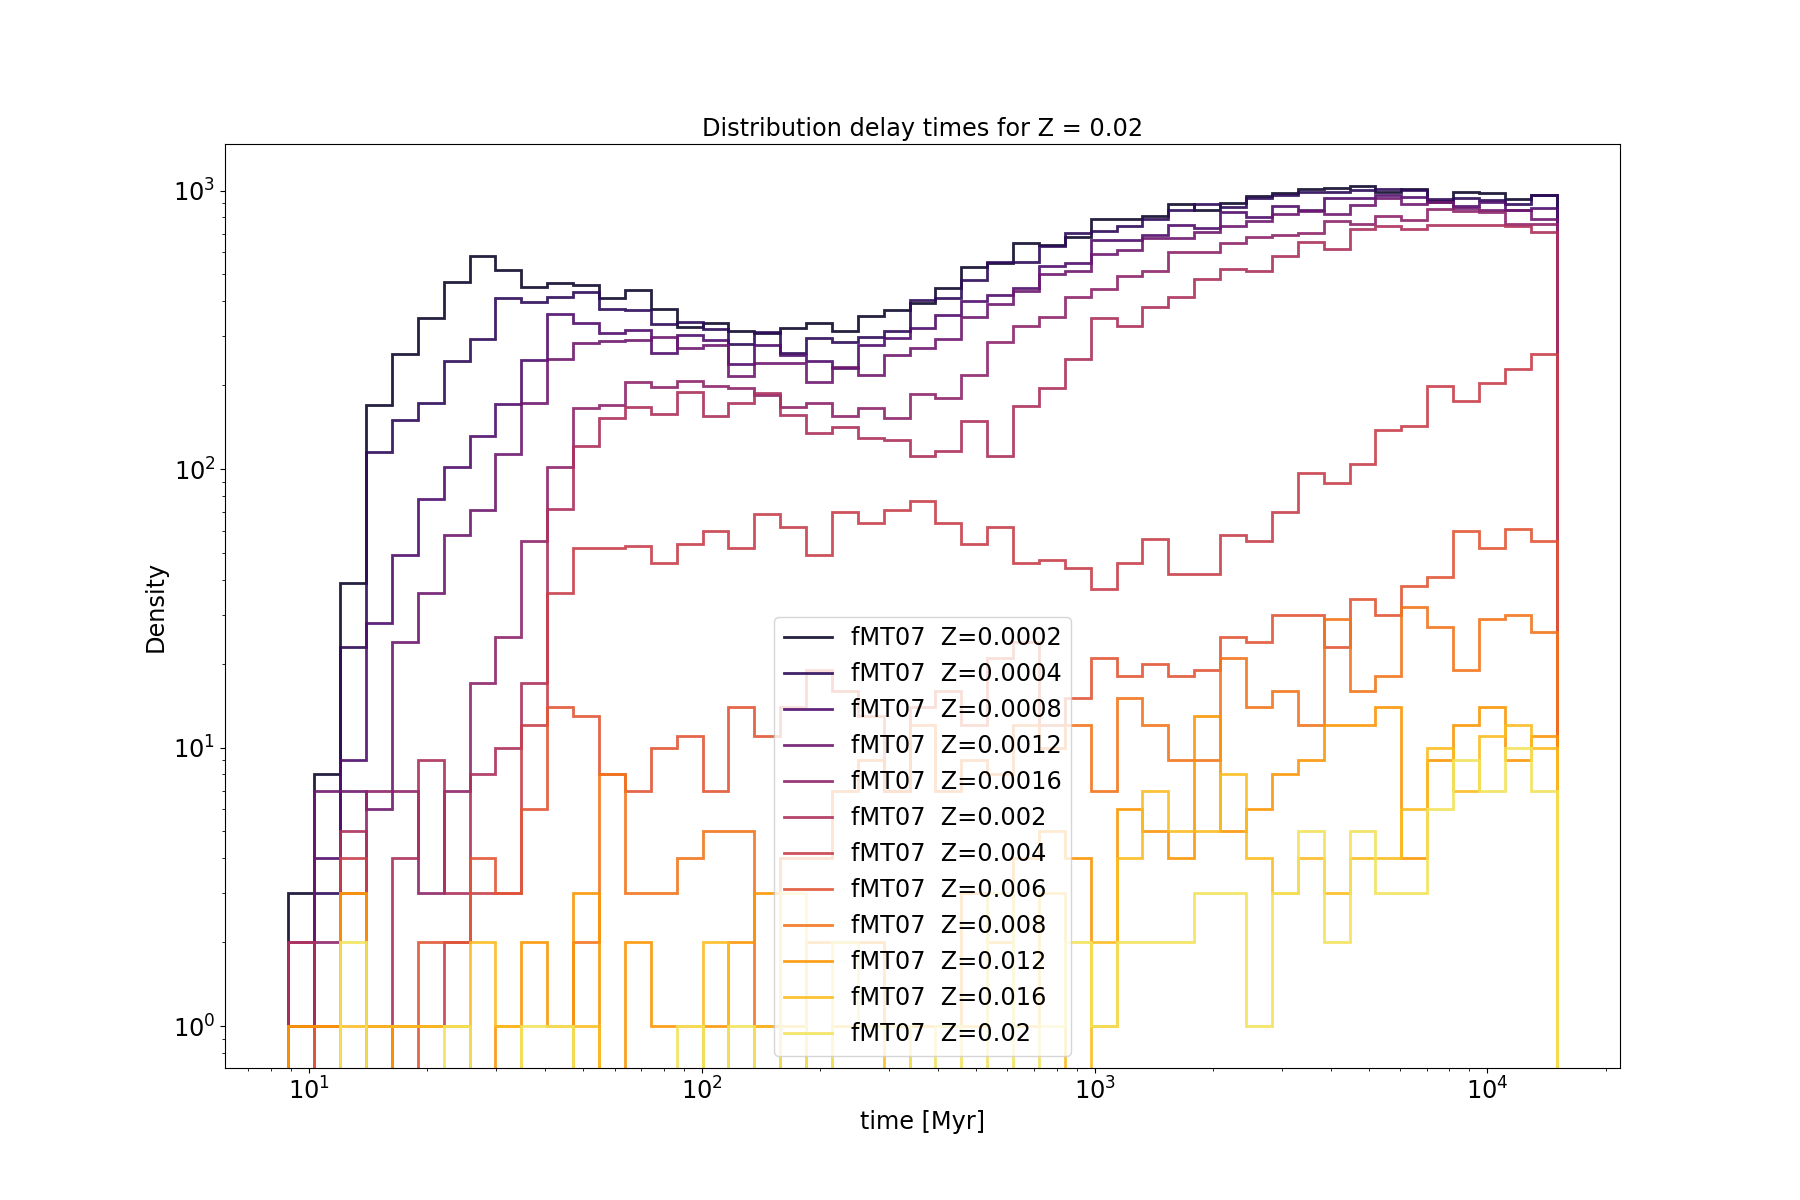 Distribution delay times for Z = 0.02
Density
10³
10²
10¹
10⁰
fMT07 Z=0.0002
fMT07 Z=0.0004
fMT07 Z=0.0008
fMT07 Z=0.0012
fMT07 Z=0.0016
fMT07 Z=0.002
fMT07 Z=0.004
fMT07 Z=0.006
fMT07 Z=0.008
fMT07 Z=0.012
fMT07 Z=0.016
fMT07 Z=0.02
10¹ 10² 10³ 10⁴
time [Myr]